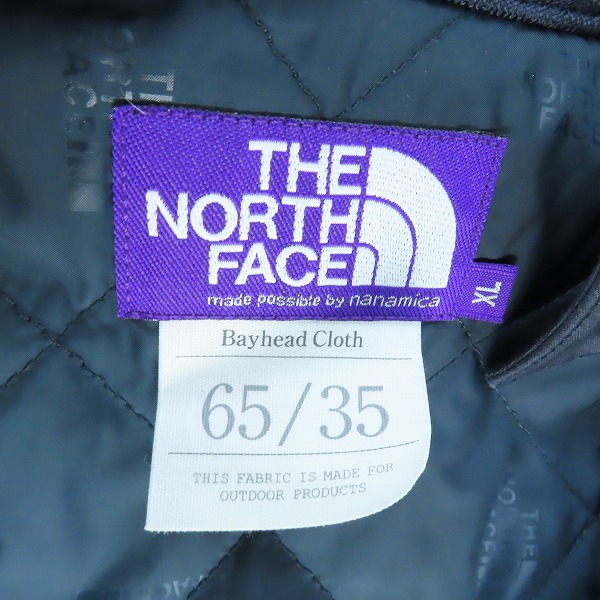 THE
NORTH
FACE
made possible by nanamica
XL
Bayhead Cloth
65/35
THIS FABRIC IS MADE FOR
OUTDOOR PRODUCTS